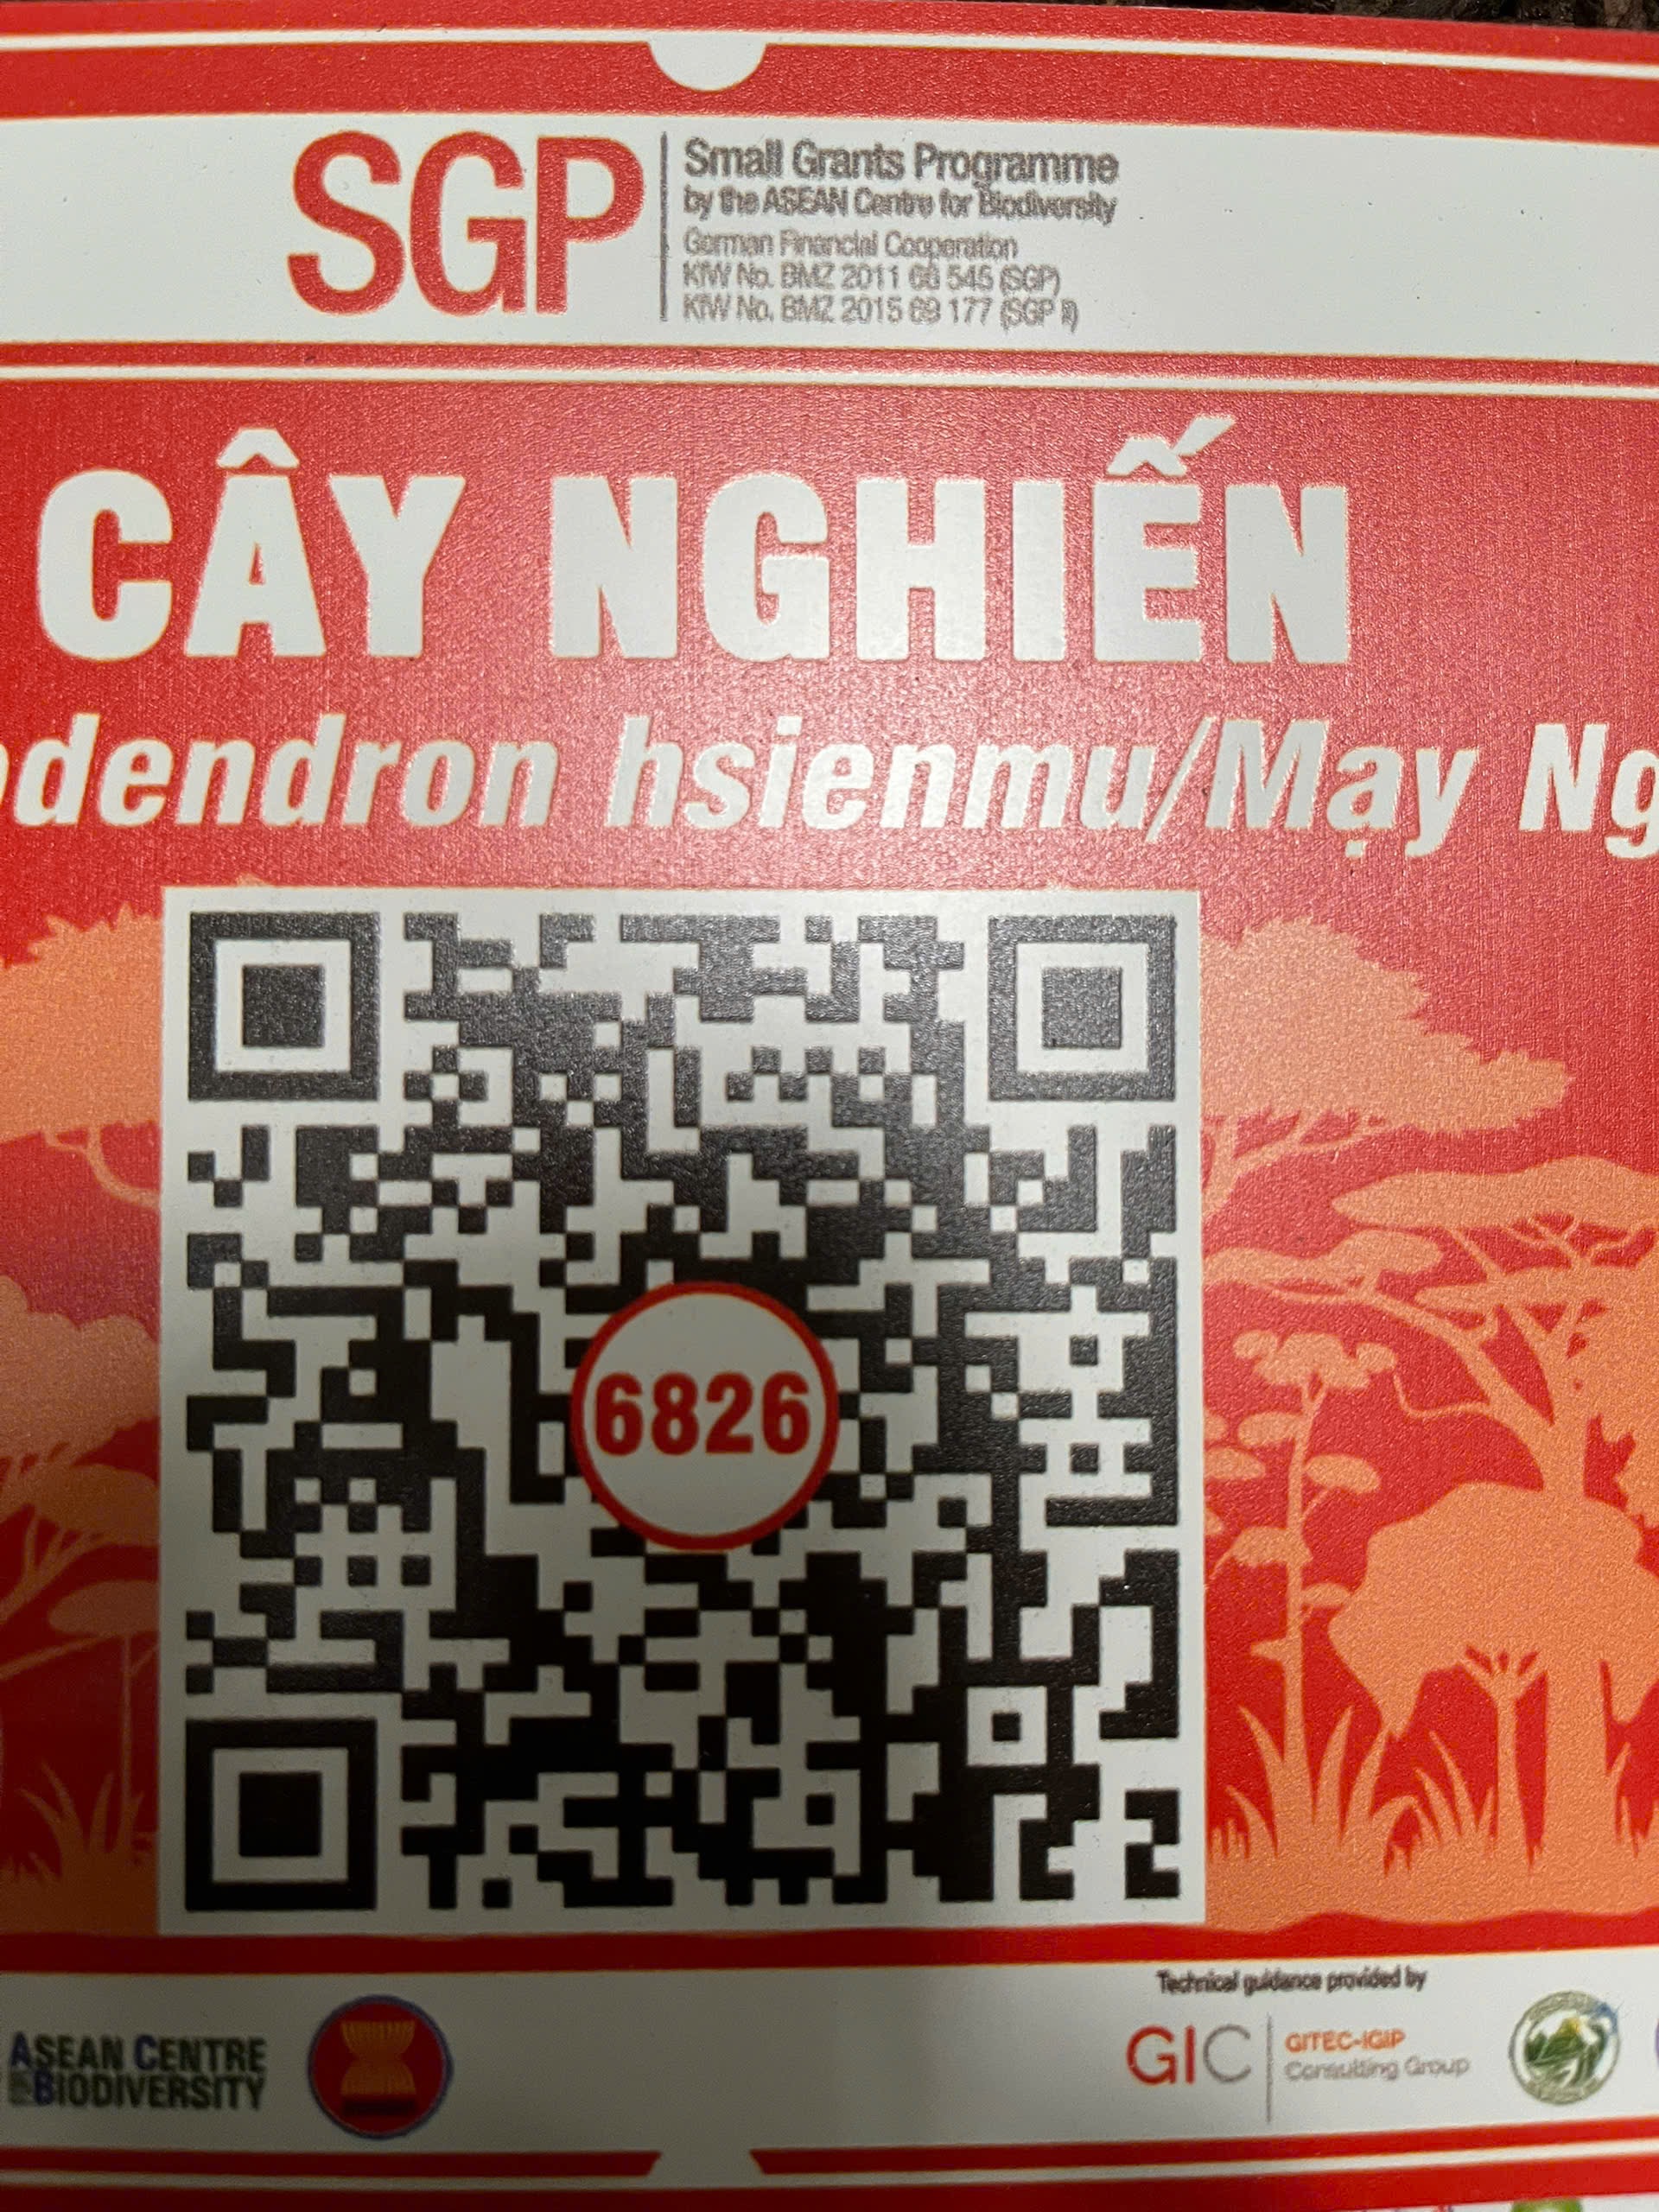 SGP
Small Grants Programme
by the ASEAN Centre for Biodiversity
German Financial Cooperation
KfW No. BMZ 2011 66 545 (SGP)
KfW No. BMZ 2015 69 177 (SGP II)
CÂY NGHIẾN
odendron hsienmu/Mạy Ng
6826
Technical guidance provided by
ASEAN CENTRE
BIODIVERSITY
GIC
GITEC-IGIP
Consulting Group